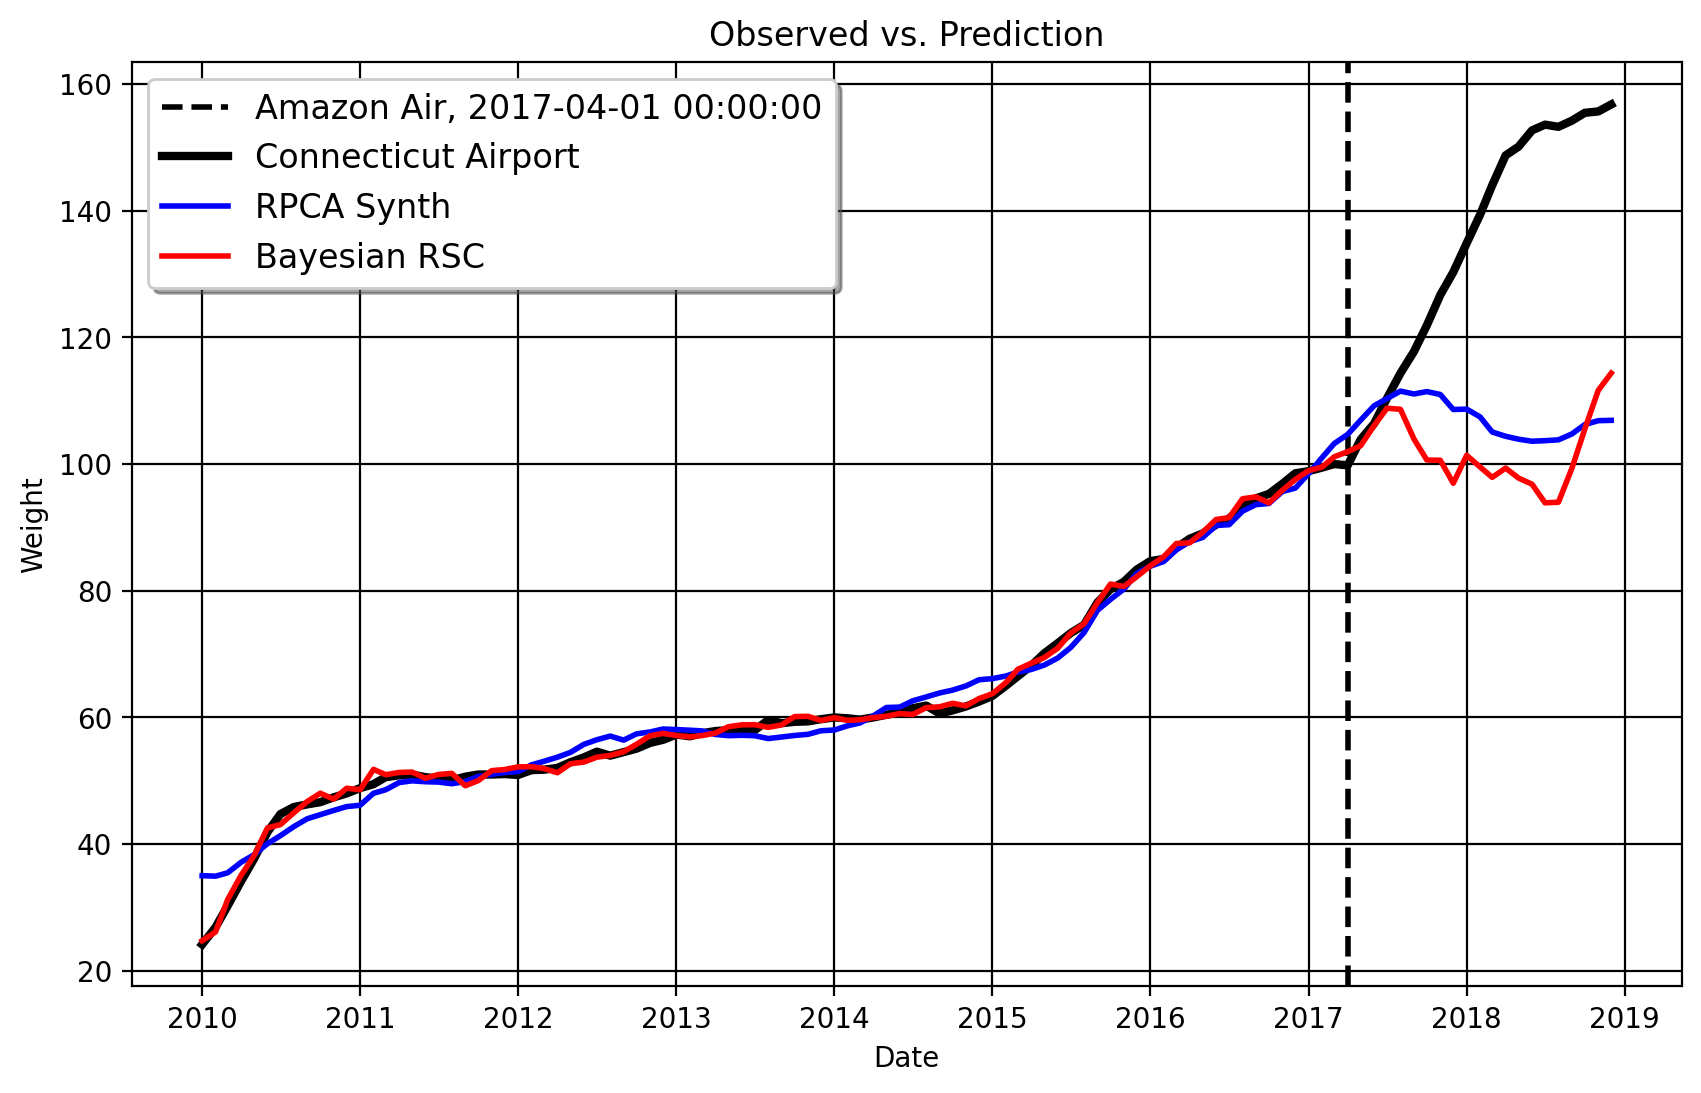 Observed vs. Prediction
160
140
120
100
80
60
40
20
Weight
Amazon Air, 2017-04-01 00:00:00
Connecticut Airport
RPCA Synth
Bayesian RSC
2010 2011 2012 2013 2014 2015 2016 2017 2018 2019
Date